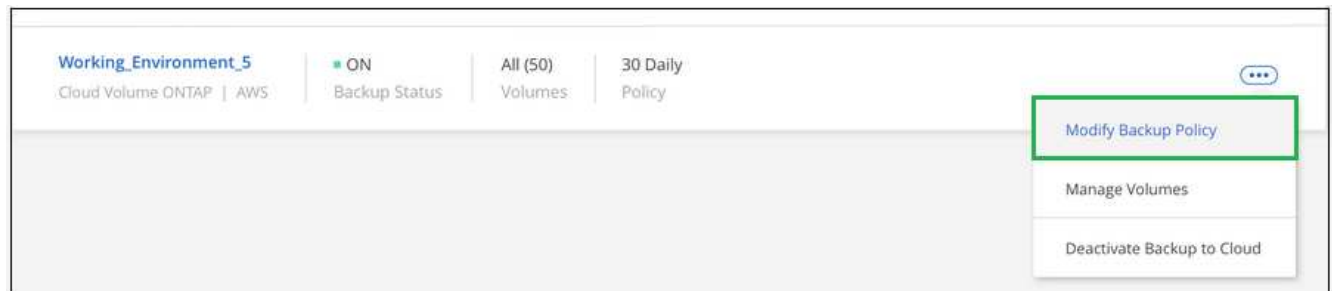 Working_Environment_5
Cloud Volume ONTAP | AWS
ON
Backup Status
All (50)
Volumes
30 Daily
Policy
Modify Backup Policy
Manage Volumes
Deactivate Backup to Cloud